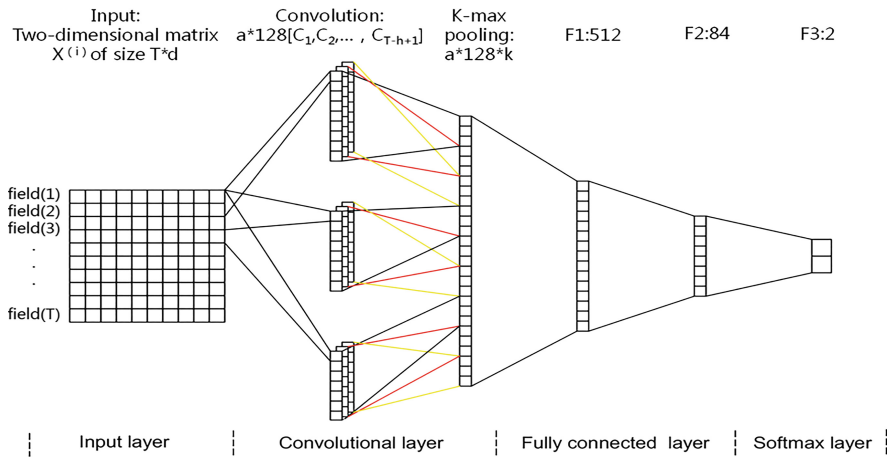 Input:
Two-dimensional matrix
X⁽ⁱ⁾of size T*d
Convolution:
a*128[C₁,C₂,... , C_T-h+1]
K-max
pooling:
a*128*k
F1:512
F2:84
F3:2
field(1)
field(2)
field(3)
.
.
.
field(T)
Input layer
Convolutional layer
Fully connected layer
Softmax layer